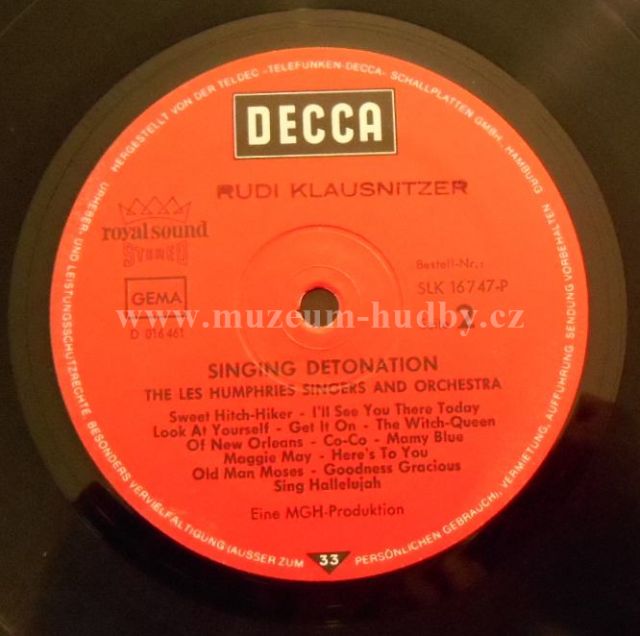 HERGESTELLT VON DER TELDEC ‹TELEFUNKEN-DECCA› SCHALLPLATTEN GMBH, HAMBURG
URHEBER- UND LEISTUNGSSCHUTZRECHTE, BESONDERS VERVIELFÄLTIGUNG (AUSSER ZUM PERSÖNLICHEN GEBRAUCH), VERMIETUNG, AUFFÜHRUNG, SENDUNG VORBEHALTEN
DECCA
RUDI KLAUSNITZER
royal sound
STEREO
Bestell-Nr.:
SLK 16747-P
GEMA
D 016 461
2
www.muzeum-hudby.cz
SINGING DETONATION
THE LES HUMPHRIES SINGERS AND ORCHESTRA
Sweet Hitch-Hiker - I'll See You There Today
Look At Yourself - Get It On - The Witch-Queen
Of New Orleans - Co-Co - Mamy Blue
Maggie May - Here's To You
Old Man Moses - Goodness Gracious
Sing Hallelujah
Eine MGH-Produktion
33